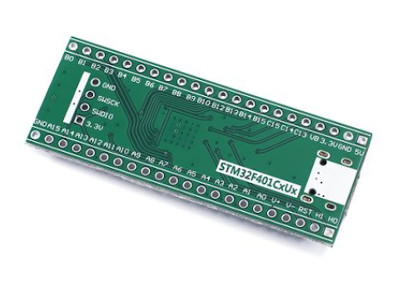 B0 B1 B2 B3 B4 B5 B6 B7 B8 B9 B10 B12 B13 B14 B15 C15 C14 C13 VB 3.3V GND 5V
GND
SWSCK
SWDIO
3.3V
STM32F401CxUx
GND A15 A14 A13 A12 A11 A10 A9 A8 A7 A6 A5 A4 A3 A2 A1 A0 V+ V- RST H1 H0